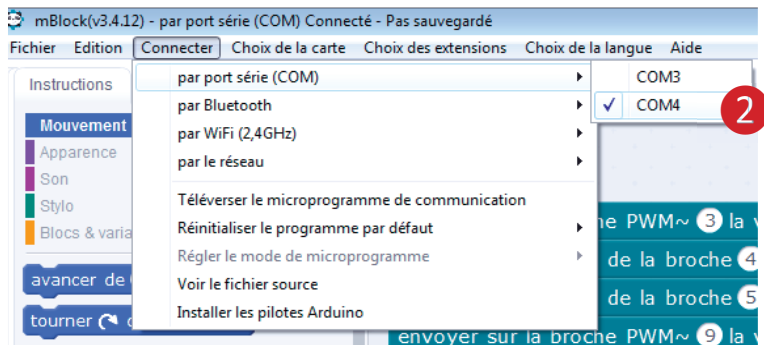 mBlock(v3.4.12) - par port série (COM) Connecté - Pas sauvegardé
Fichier Edition Connecter Choix de la carte Choix des extensions Choix de la langue Aide
Instructions
Mouvement
Apparence
Son
Stylo
Blocs & varia
avancer de
tourner
par port série (COM)
par Bluetooth
par WiFi (2,4GHz)
par le réseau
Téléverser le microprogramme de communication
Réinitialiser le programme par défaut
Régler le mode de microprogramme
Voir le fichier source
Installer les pilotes Arduino
COM3
COM4
2
he PWM~ 3 la v
de la broche 4
de la broche 5
envoyer sur la broche PWM~ 9 la v